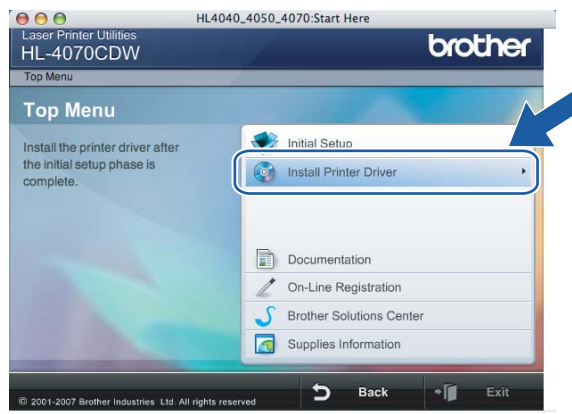 HL4040_4050_4070:Start Here
Laser Printer Utilities
HL-4070CDW
brother
Top Menu
Top Menu
Install the printer driver after
the initial setup phase is
complete.
Initial Setup
Install Printer Driver
Documentation
On-Line Registration
Brother Solutions Center
Supplies Information
© 2001-2007 Brother Industries Ltd. All rights reserved
Back
Exit